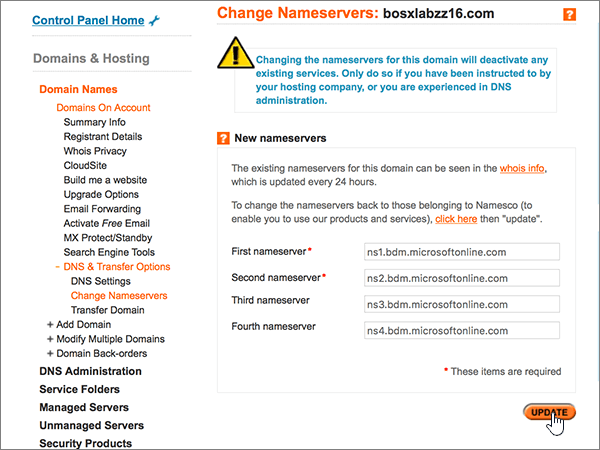 Control Panel Home
Domains & Hosting
Domain Names
Domains On Account
Summary Info
Registrant Details
Whois Privacy
CloudSite
Build me a website
Upgrade Options
Email Forwarding
Activate Free Email
MX Protect/Standby
Search Engine Tools
– DNS & Transfer Options
DNS Settings
Change Nameservers
Transfer Domain
+ Add Domain
+ Modify Multiple Domains
+ Domain Back-orders
DNS Administration
Service Folders
Managed Servers
Unmanaged Servers
Security Products
Change Nameservers: bosxlabzz16.com ?
!
Changing the nameservers for this domain will deactivate any
existing services. Only do so if you have been instructed to by
your hosting company, or you are experienced in DNS
administration.
? New nameservers
The existing nameservers for this domain can be seen in the whois info,
which is updated every 24 hours.
To change the nameservers back to those belonging to Namesco (to
enable you to use our products and services), click here then "update".
First nameserver * ns1.bdm.microsoftonline.com
Second nameserver * ns2.bdm.microsoftonline.com
Third nameserver ns3.bdm.microsoftonline.com
Fourth nameserver ns4.bdm.microsoftonline.com
* These items are required
UPDATE